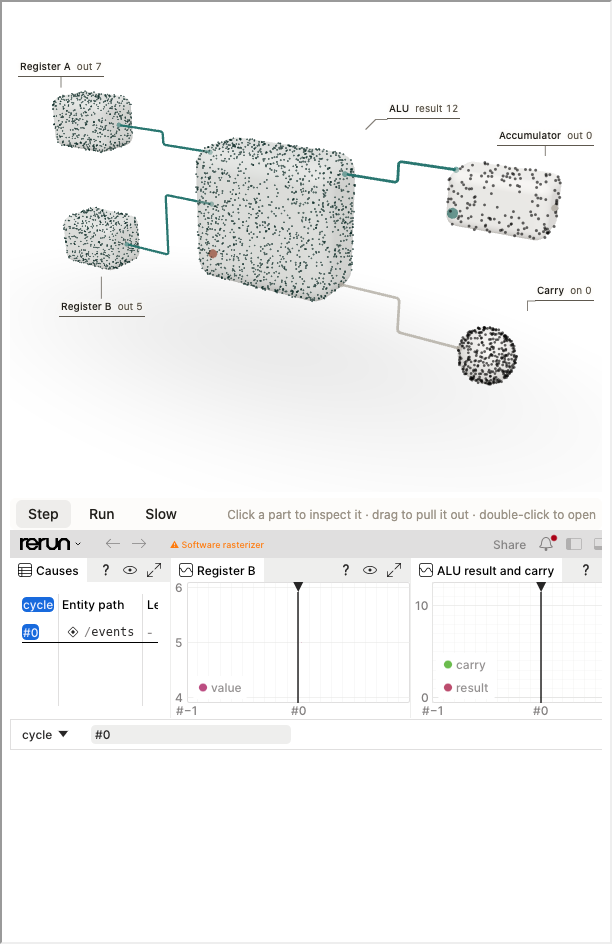 Register A out 7
ALU result 12
Accumulator out 0
Register B out 5
Carry on 0
Step Run Slow Click a part to inspect it · drag to pull it out · double-click to open
rerun Software rasterizer Share
Causes ? Register B ? ALU result and carry ?
cycle Entity path Le
#0 /events -
6
5
4
value
#−1 #0
10
0
carry
result
#−1 #0
cycle #0